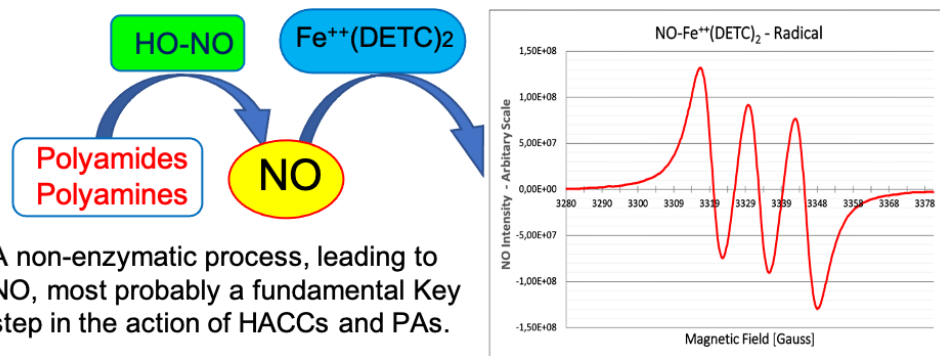 HO-NO
Fe⁺⁺(DETC)₂
Polyamides
Polyamines
NO
A non-enzymatic process, leading to
NO, most probably a fundamental Key
step in the action of HACCs and PAs.
NO-Fe⁺⁺(DETC)₂ - Radical
NO Intensity - Arbitary Scale
1,50E+08
1,00E+08
5,00E+07
0,00E+00
-5,00E+07
-1,00E+08
-1,50E+08
3280 3290 3300 3309 3319 3329 3339 3348 3358 3368 3378
Magnetic Field [Gauss]